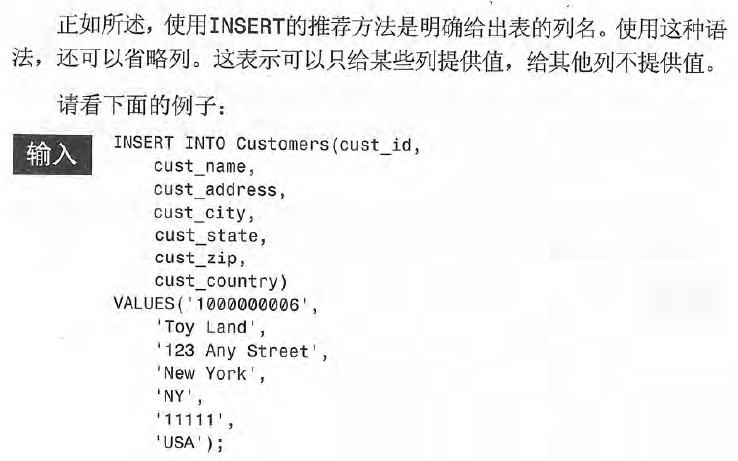 正如所述，使用INSERT的推荐方法是明确给出表的列名。使用这种语
法，还可以省略列。这表示可以只给某些列提供值，给其他列不提供值。
请看下面的例子：
输入
INSERT INTO Customers(cust_id,
cust_name,
cust_address,
cust_city,
cust_state,
cust_zip,
cust_country)
VALUES('1000000006',
'Toy Land',
'123 Any Street',
'New York',
'NY',
'11111',
'USA');